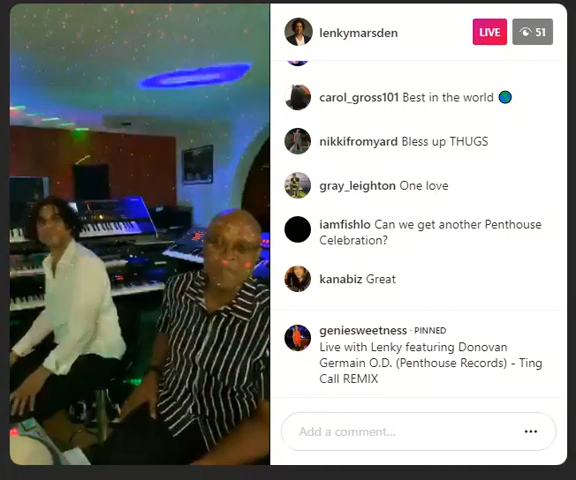 lenkymarsden
LIVE
51
carol_gross101 Best in the world
nikkifromyard Bless up THUGS
gray_leighton One love
iamfishlo Can we get another Penthouse
Celebration?
kanabiz Great
geniesweetness · PINNED
Live with Lenky featuring Donovan
Germain O.D. (Penthouse Records) - Ting
Call REMIX
Add a comment...